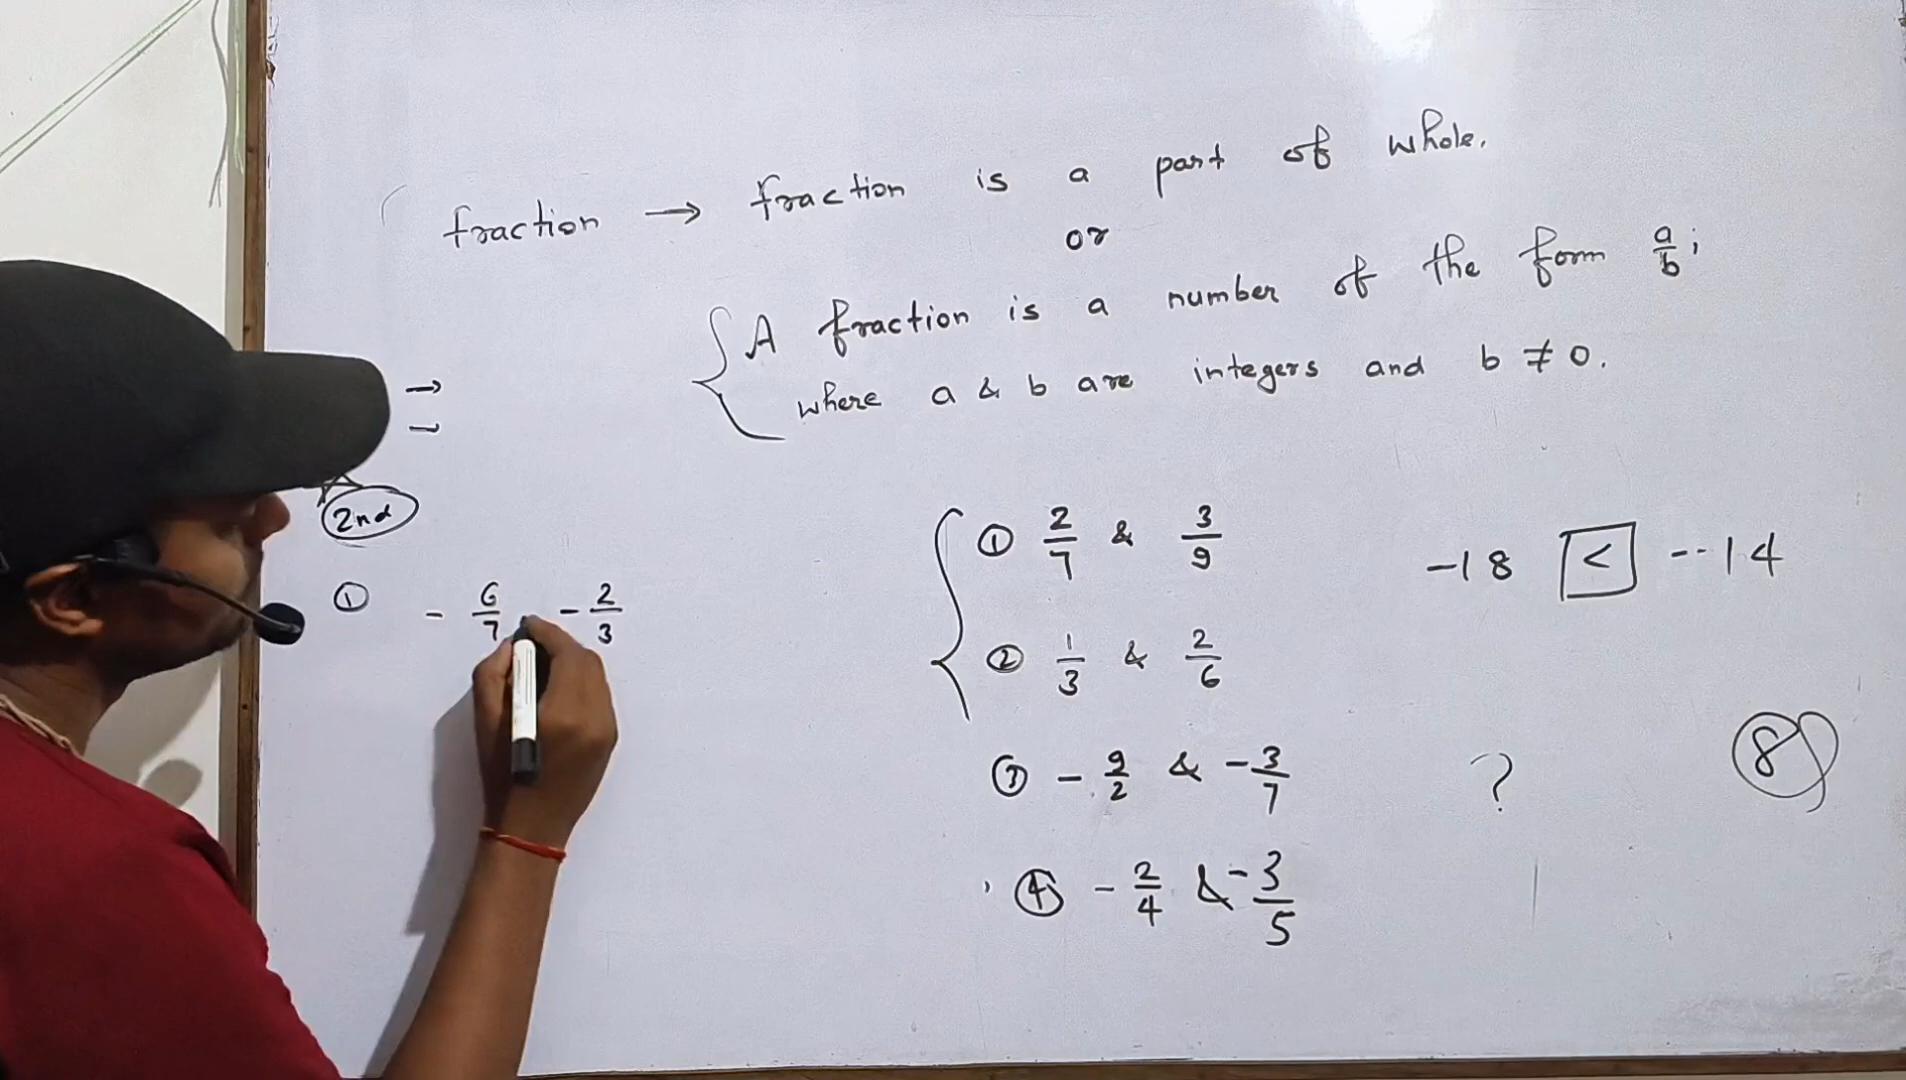 fraction → fraction is a part of whole.
or
A fraction is a number of the form a/b;
where a & b are integers and b ≠ 0.
→
→
2nd
① - 6/7 , - 2/3
① 2/7 & 3/9
② 1/3 & 2/6
③ - 9/2 & - 3/7
④ - 2/4 & - 3/5
-18 < --14
?
8